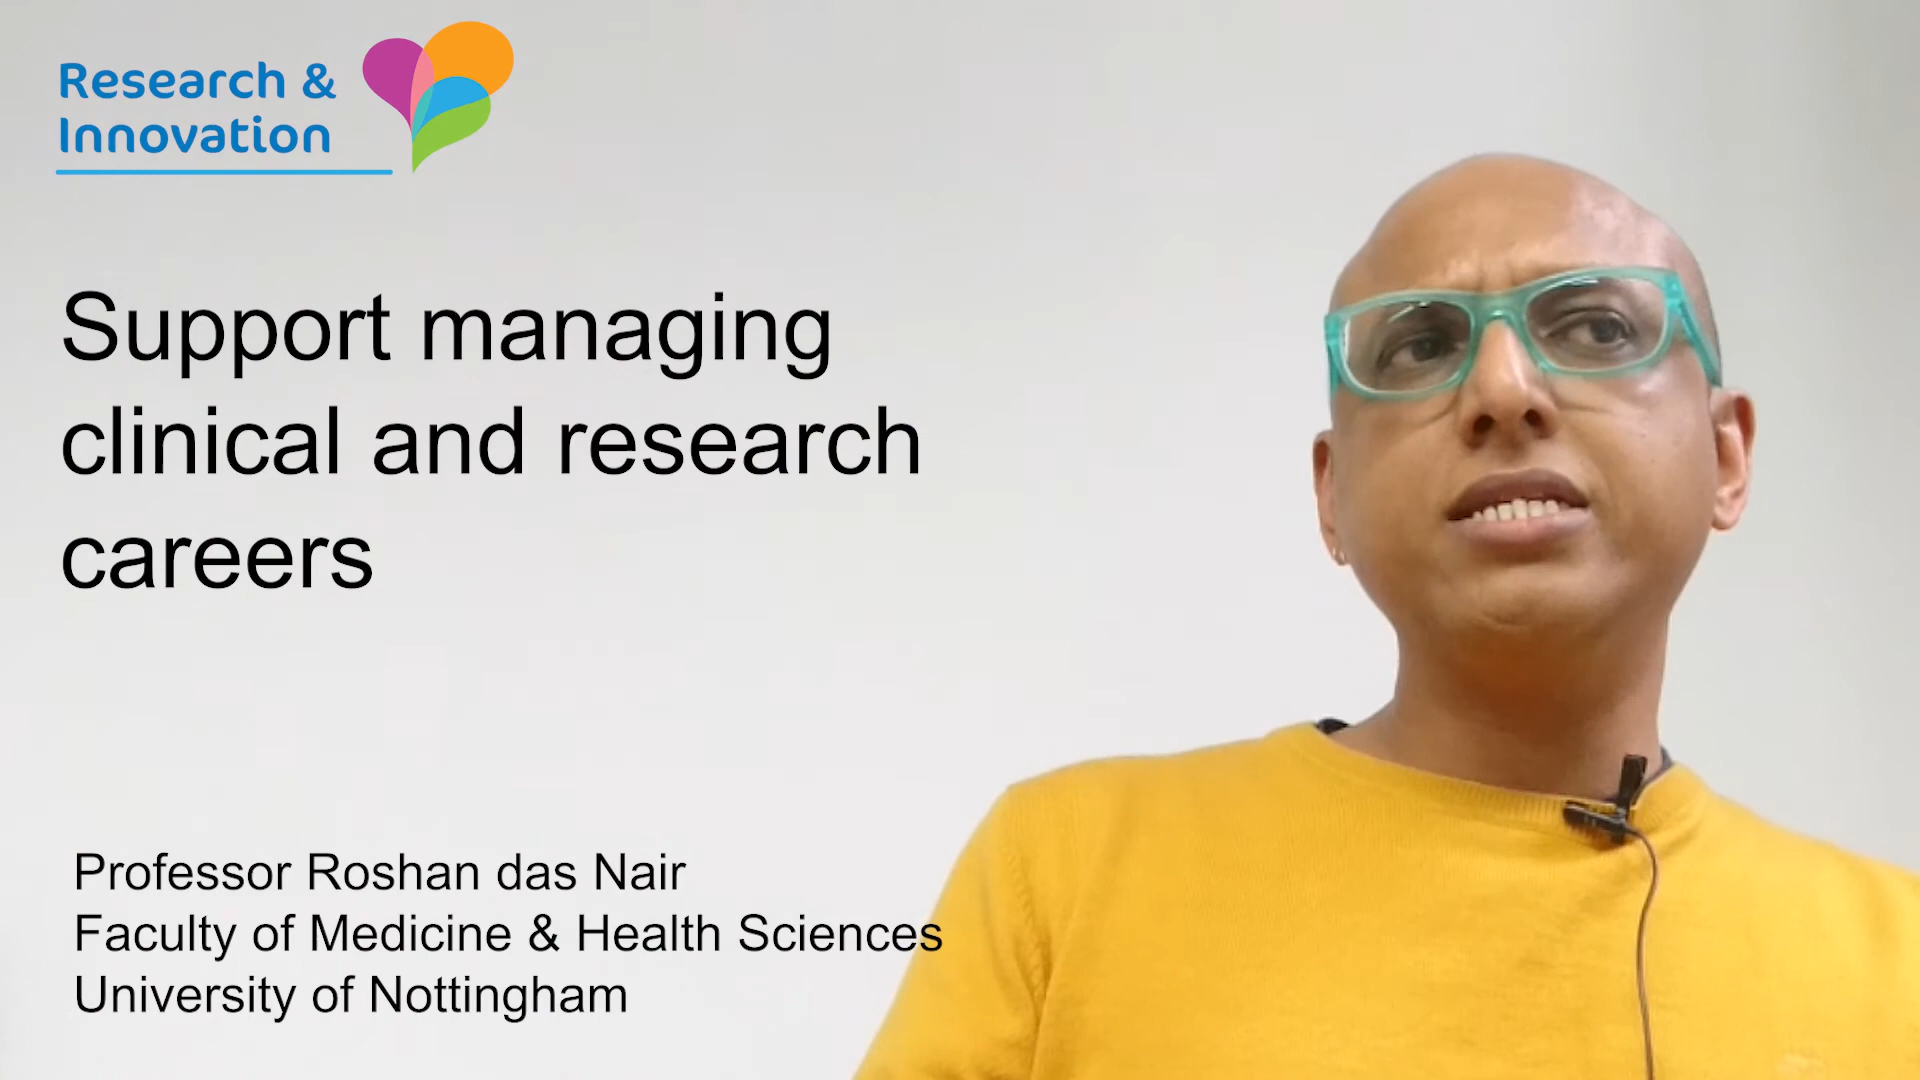 Research &
Innovation
Support managing
clinical and research
careers
Professor Roshan das Nair
Faculty of Medicine & Health Sciences
University of Nottingham